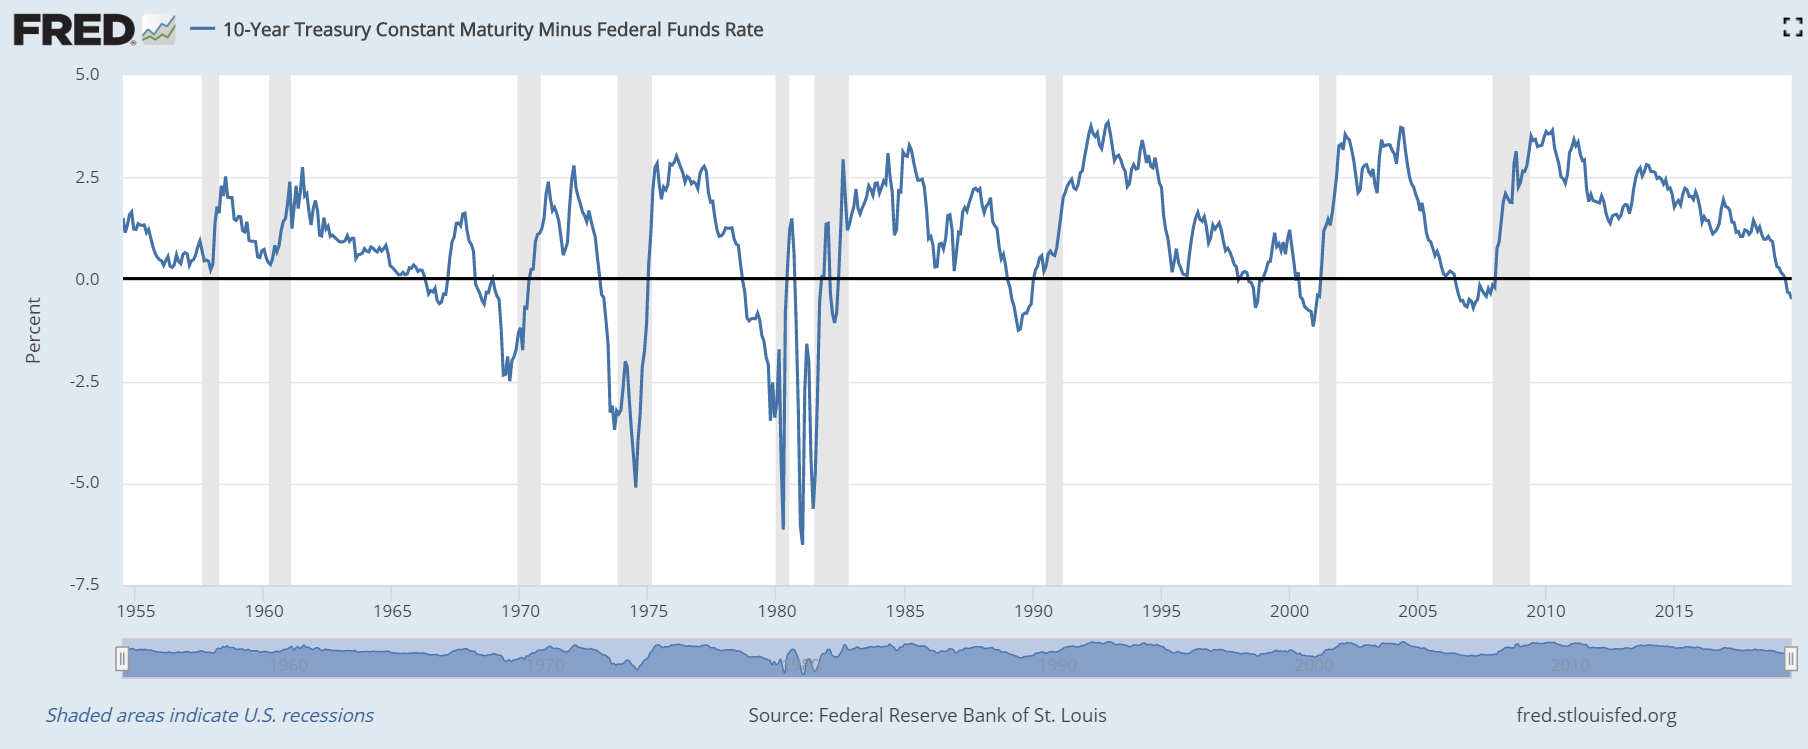 FRED
10-Year Treasury Constant Maturity Minus Federal Funds Rate
Percent
5.0
2.5
0.0
-2.5
-5.0
-7.5
1955 1960 1965 1970 1975 1980 1985 1990 1995 2000 2005 2010 2015
1960 1970 1980 1990 2000 2010
Shaded areas indicate U.S. recessions
Source: Federal Reserve Bank of St. Louis
fred.stlouisfed.org